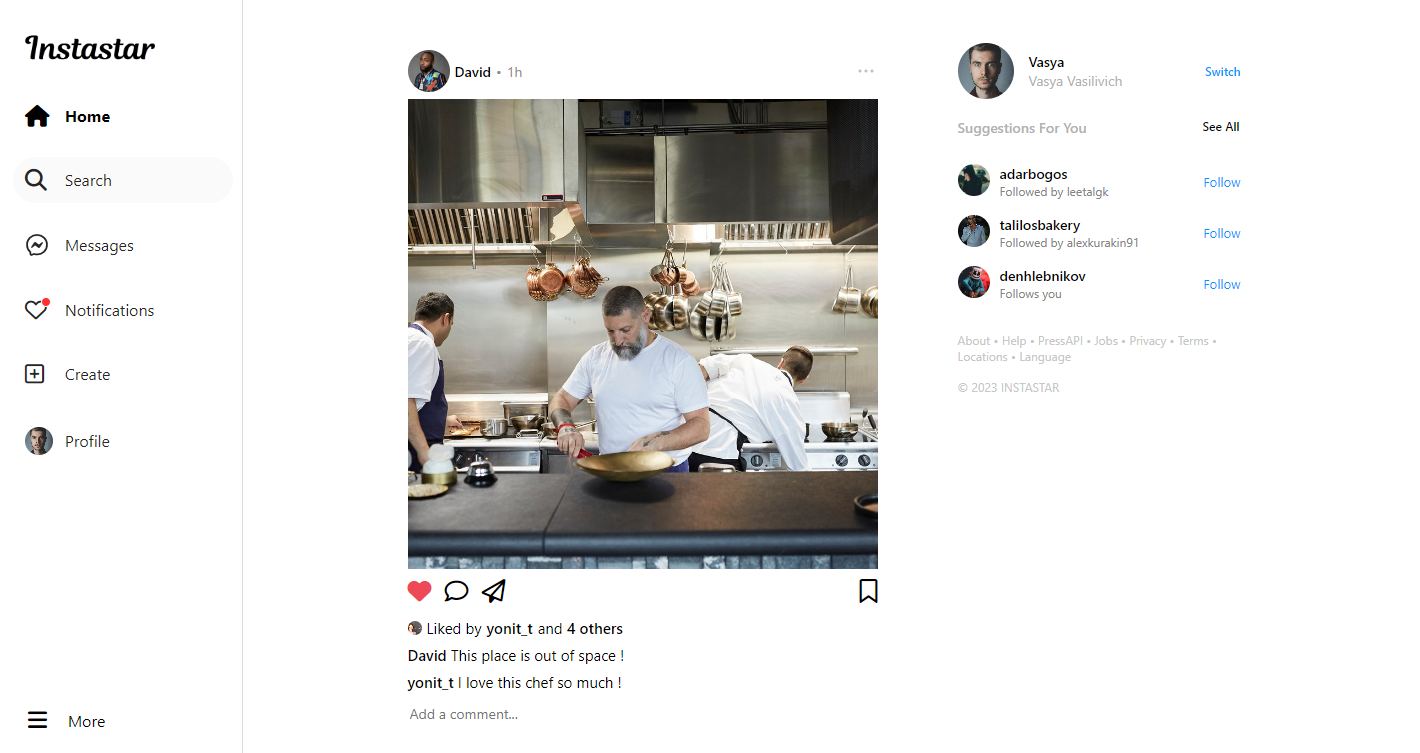 Instastar
Home
Search
Messages
Notifications
Create
Profile
More
David • 1h
Liked by yonit_t and 4 others
David This place is out of space !
yonit_t I love this chef so much !
Add a comment...
Vasya
Vasya Vasilivich
Switch
Suggestions For You
See All
adarbogos
Followed by leetalgk
Follow
talilosbakery
Followed by alexkurakin91
Follow
denhlebnikov
Follows you
Follow
About • Help • PressAPI • Jobs • Privacy • Terms •
Locations • Language
© 2023 INSTASTAR